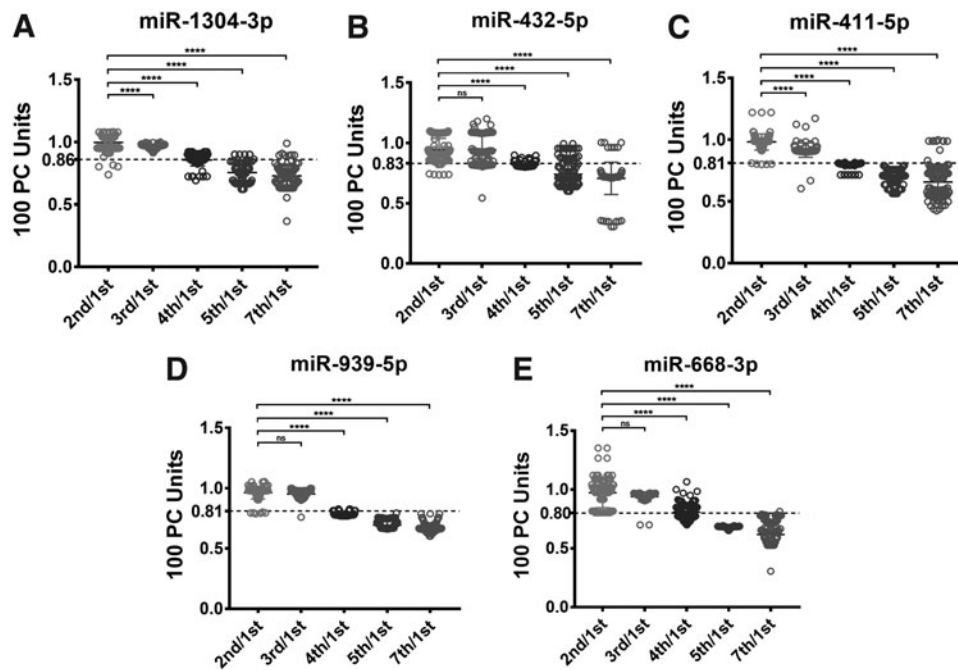 A
miR-1304-3p
****
****
****
****
100 PC Units
1.5
1.0
0.86
0.5
0.0
2nd/1st
3rd/1st
4th/1st
5th/1st
7th/1st
B
miR-432-5p
****
****
****
ns
100 PC Units
1.5
1.0
0.83
0.5
0.0
2nd/1st
3rd/1st
4th/1st
5th/1st
7th/1st
C
miR-411-5p
****
****
****
****
100 PC Units
1.5
1.0
0.81
0.5
0.0
2nd/1st
3rd/1st
4th/1st
5th/1st
7th/1st
D
miR-939-5p
****
****
****
ns
100 PC Units
1.5
1.0
0.81
0.5
0.0
2nd/1st
3rd/1st
4th/1st
5th/1st
7th/1st
E
miR-668-3p
****
****
****
ns
100 PC Units
1.5
1.0
0.80
0.5
0.0
2nd/1st
3rd/1st
4th/1st
5th/1st
7th/1st